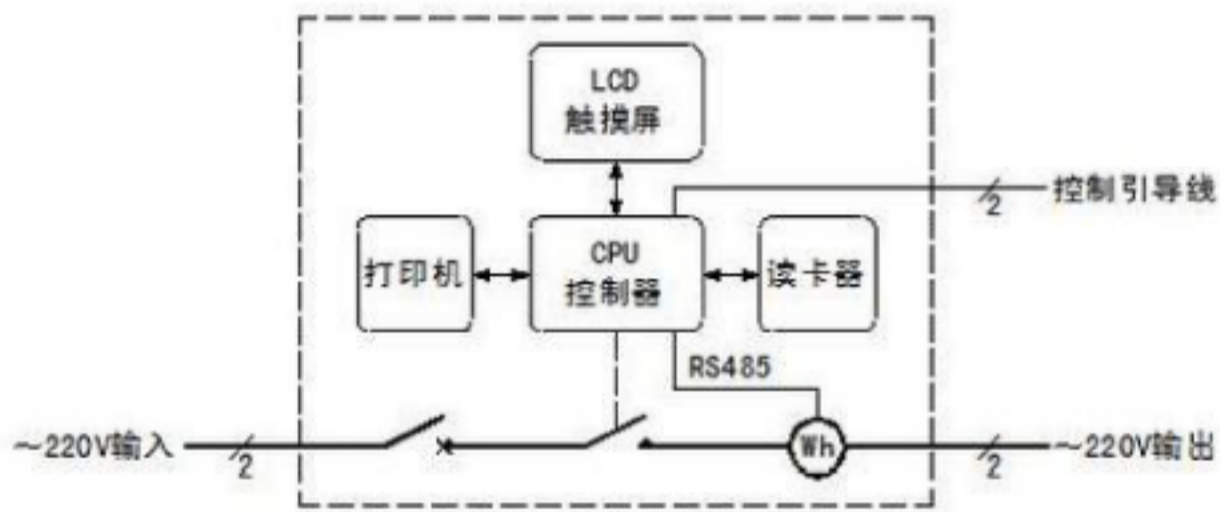 LCD
触摸屏
控制引导线
2
打印机
CPU
控制器
读卡器
RS485
~220V输入
2
Wh
2
~220V输出